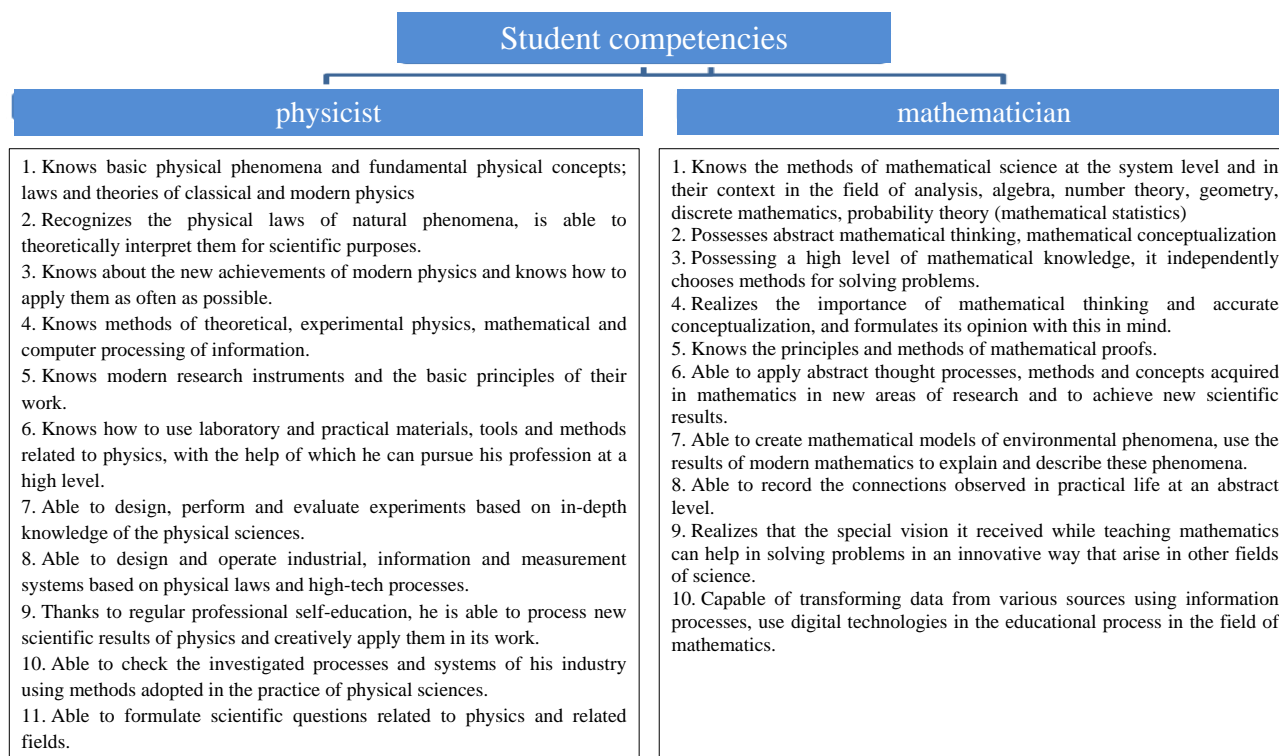 Student competencies
physicist
1. Knows basic physical phenomena and fundamental physical concepts;
laws and theories of classical and modern physics
2. Recognizes the physical laws of natural phenomena, is able to
theoretically interpret them for scientific purposes.
3. Knows about the new achievements of modern physics and knows how to
apply them as often as possible.
4. Knows methods of theoretical, experimental physics, mathematical and
computer processing of information.
5. Knows modern research instruments and the basic principles of their
work.
6. Knows how to use laboratory and practical materials, tools and methods
related to physics, with the help of which he can pursue his profession at a
high level.
7. Able to design, perform and evaluate experiments based on in-depth
knowledge of the physical sciences.
8. Able to design and operate industrial, information and measurement
systems based on physical laws and high-tech processes.
9. Thanks to regular professional self-education, he is able to process new
scientific results of physics and creatively apply them in its work.
10. Able to check the investigated processes and systems of his industry
using methods adopted in the practice of physical sciences.
11. Able to formulate scientific questions related to physics and related
fields.
mathematician
1. Knows the methods of mathematical science at the system level and in
their context in the field of analysis, algebra, number theory, geometry,
discrete mathematics, probability theory (mathematical statistics)
2. Possesses abstract mathematical thinking, mathematical conceptualization
3. Possessing a high level of mathematical knowledge, it independently
chooses methods for solving problems.
4. Realizes the importance of mathematical thinking and accurate
conceptualization, and formulates its opinion with this in mind.
5. Knows the principles and methods of mathematical proofs.
6. Able to apply abstract thought processes, methods and concepts acquired
in mathematics in new areas of research and to achieve new scientific
results.
7. Able to create mathematical models of environmental phenomena, use the
results of modern mathematics to explain and describe these phenomena.
8. Able to record the connections observed in practical life at an abstract
level.
9. Realizes that the special vision it received while teaching mathematics
can help in solving problems in an innovative way that arise in other fields
of science.
10. Capable of transforming data from various sources using information
processes, use digital technologies in the educational process in the field of
mathematics.